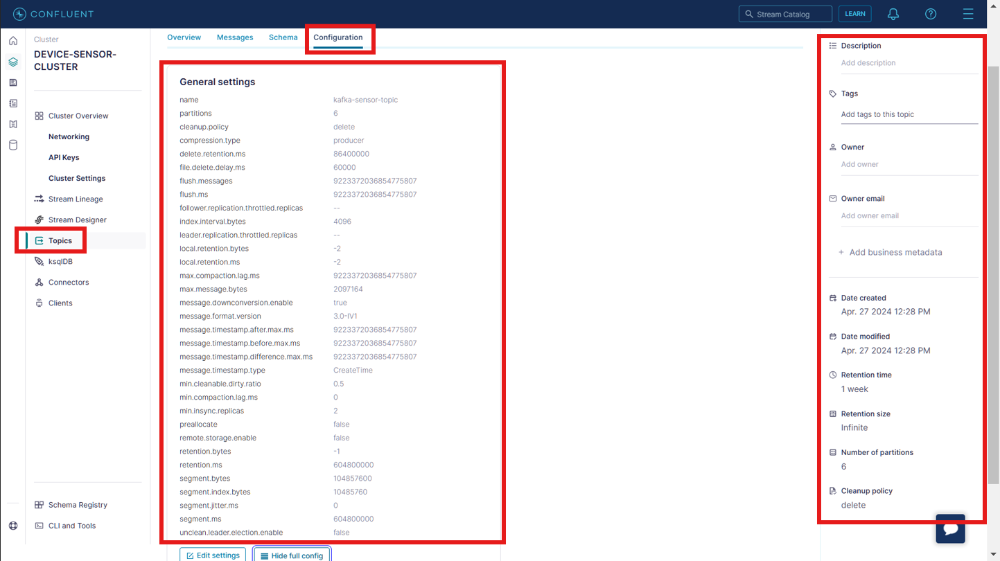 CONFLUENT
Stream Catalog
LEARN
Cluster
DEVICE-SENSOR-
CLUSTER
Cluster Overview
Networking
API Keys
Cluster Settings
Stream Lineage
Stream Designer
Topics
ksqlDB
Connectors
Clients
Schema Registry
CLI and Tools
Overview Messages Schema Configuration
General settings
name kafka-sensor-topic
partitions 6
cleanup.policy delete
compression.type producer
delete.retention.ms 86400000
file.delete.delay.ms 60000
flush.messages 9223372036854775807
flush.ms 9223372036854775807
follower.replication.throttled.replicas --
index.interval.bytes 4096
leader.replication.throttled.replicas --
local.retention.bytes -2
local.retention.ms -2
max.compaction.lag.ms 9223372036854775807
max.message.bytes 2097164
message.downconversion.enable true
message.format.version 3.0-IV1
message.timestamp.after.max.ms 9223372036854775807
message.timestamp.before.max.ms 9223372036854775807
message.timestamp.difference.max.ms 9223372036854775807
message.timestamp.type CreateTime
min.cleanable.dirty.ratio 0.5
min.compaction.lag.ms 0
min.insync.replicas 2
preallocate false
remote.storage.enable false
retention.bytes -1
retention.ms 604800000
segment.bytes 104857600
segment.index.bytes 10485760
segment.jitter.ms 0
segment.ms 604800000
unclean.leader.election.enable false
Edit settings Hide full config
Description
Add description
Tags
Add tags to this topic
Owner
Add owner
Owner email
Add owner email
+ Add business metadata
Date created
Apr. 27 2024 12:28 PM
Date modified
Apr. 27 2024 12:28 PM
Retention time
1 week
Retention size
Infinite
Number of partitions
6
Cleanup policy
delete